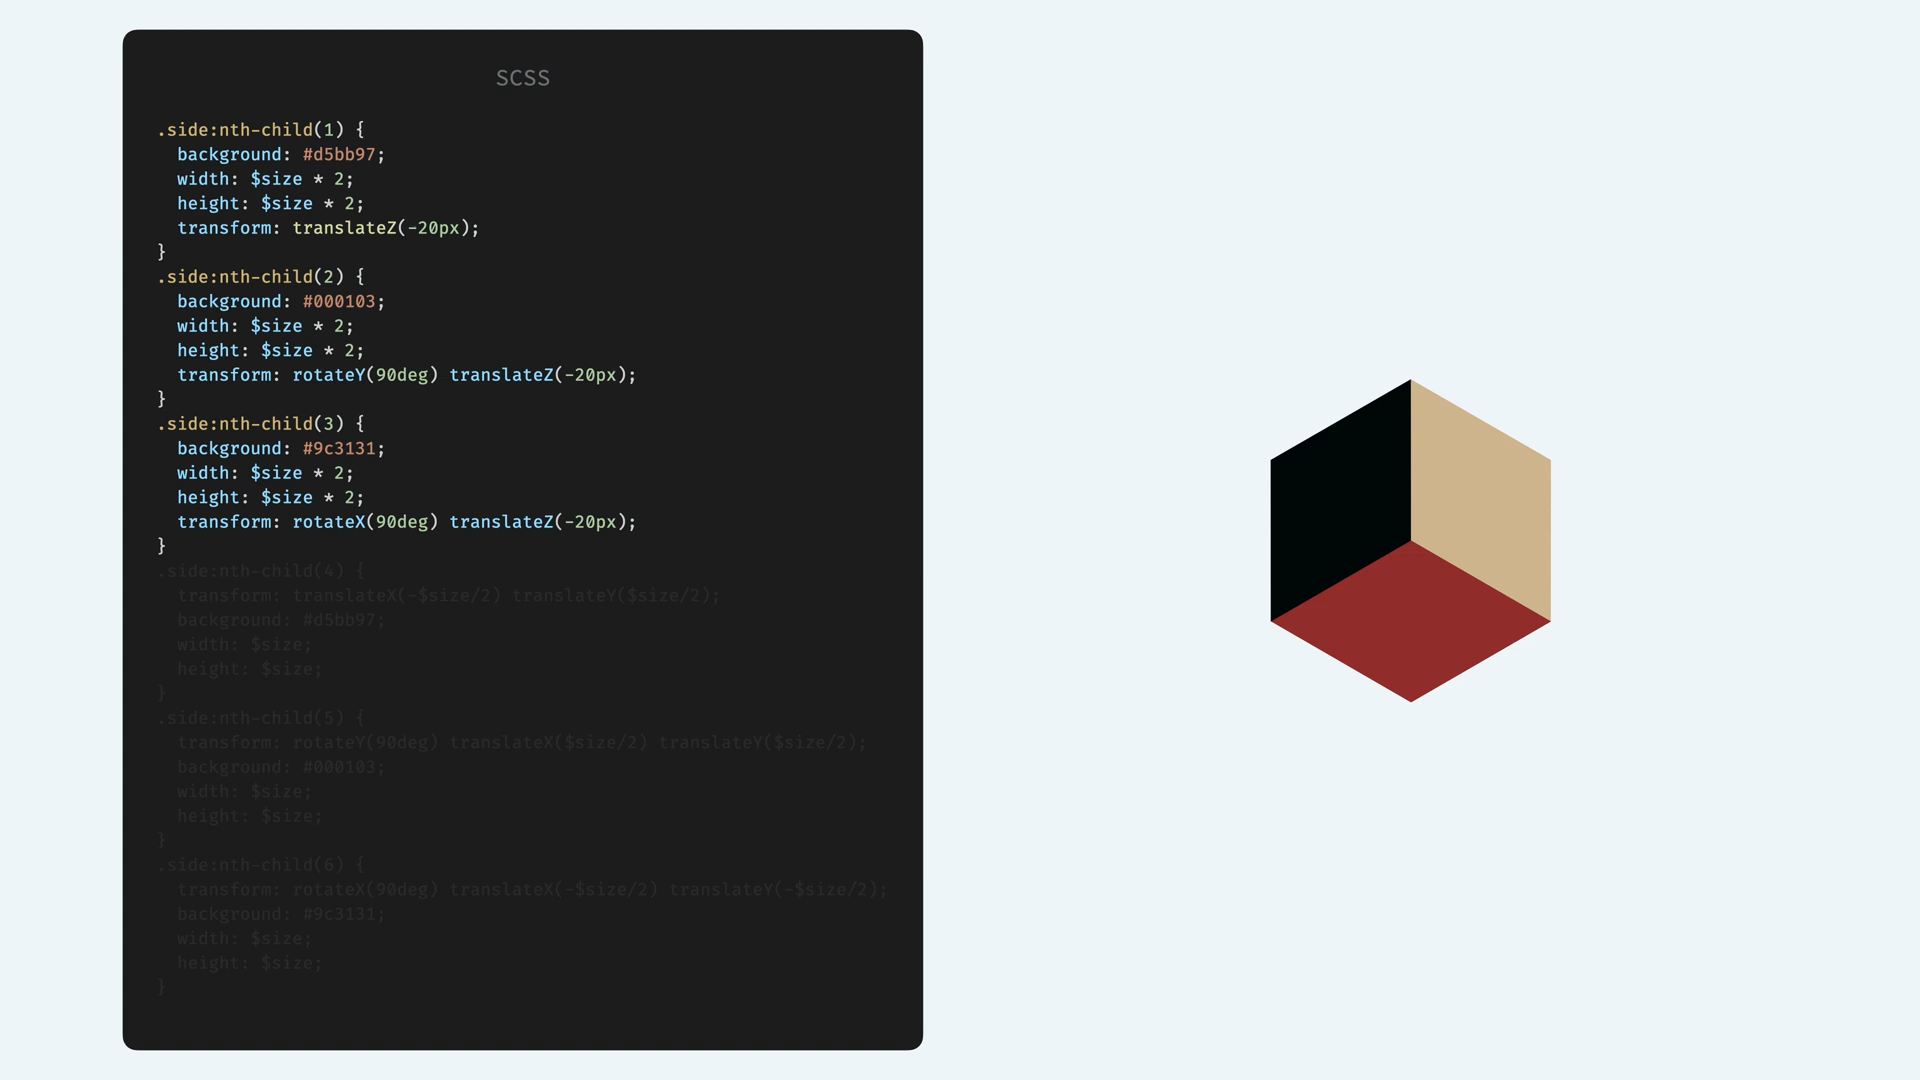 SCSS
.side:nth-child(1) {
  background: #d5bb97;
  width: $size * 2;
  height: $size * 2;
  transform: translateZ(-20px);
}
.side:nth-child(2) {
  background: #000103;
  width: $size * 2;
  height: $size * 2;
  transform: rotateY(90deg) translateZ(-20px);
}
.side:nth-child(3) {
  background: #9c3131;
  width: $size * 2;
  height: $size * 2;
  transform: rotateX(90deg) translateZ(-20px);
}
.side:nth-child(4) {
  transform: translateX(-$size/2) translateY($size/2);
  background: #d5bb97;
  width: $size;
  height: $size;
}
.side:nth-child(5) {
  transform: rotateY(90deg) translateX($size/2) translateY($size/2);
  background: #000103;
  width: $size;
  height: $size;
}
.side:nth-child(6) {
  transform: rotateX(90deg) translateX(-$size/2) translateY(-$size/2);
  background: #9c3131;
  width: $size;
  height: $size;
}